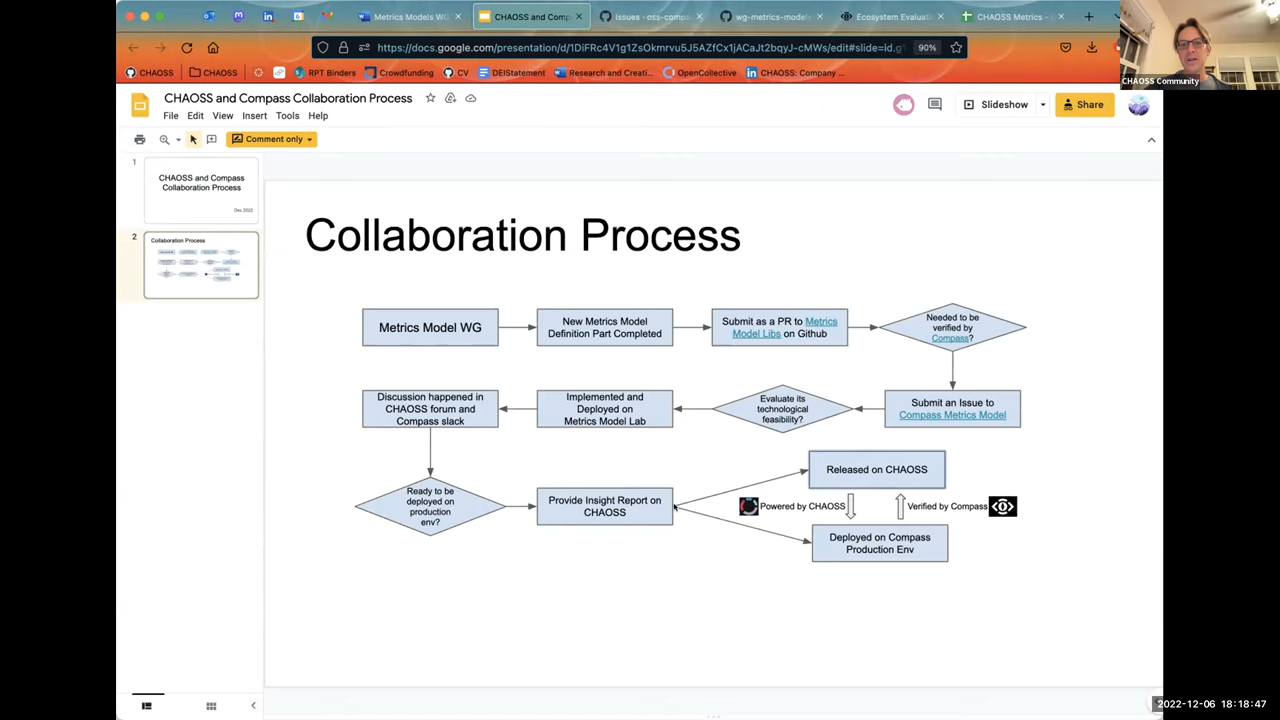 Metrics Models WG
CHAOSS and Comp
Issues · oss-compa
wg-metrics-models
Ecosystem Evaluati
CHAOSS Metrics -
https://docs.google.com/presentation/d/1DiFRc4V1g1ZsOkmrvu5J5AZfCx1jACaJt2bqyJ-cMWs/edit#slide=id.g
90%
CHAOSS
CHAOSS
RPT Binders
Crowdfunding
CV
DEIStatement
Research and Creati...
OpenCollective
CHAOSS: Company ...
CHAOSS Community
CHAOSS and Compass Collaboration Process
File Edit View Insert Tools Help
Slideshow
Share
Comment only
1
CHAOSS and Compass
Collaboration Process
Dec 2022
2
Collaboration Process
Collaboration Process
Metrics Model WG
New Metrics Model
Definition Part Completed
Submit as a PR to Metrics
Model Libs on Github
Needed to be
verified by
Compass?
Submit an Issue to
Compass Metrics Model
Evaluate its
technological
feasibility?
Implemented and
Deployed on
Metrics Model Lab
Discussion happened in
CHAOSS forum and
Compass slack
Ready to be
deployed on
production
env?
Provide Insight Report on
CHAOSS
Released on CHAOSS
Powered by CHAOSS
Verified by Compass
Deployed on Compass
Production Env
2022-12-06 18:18:47